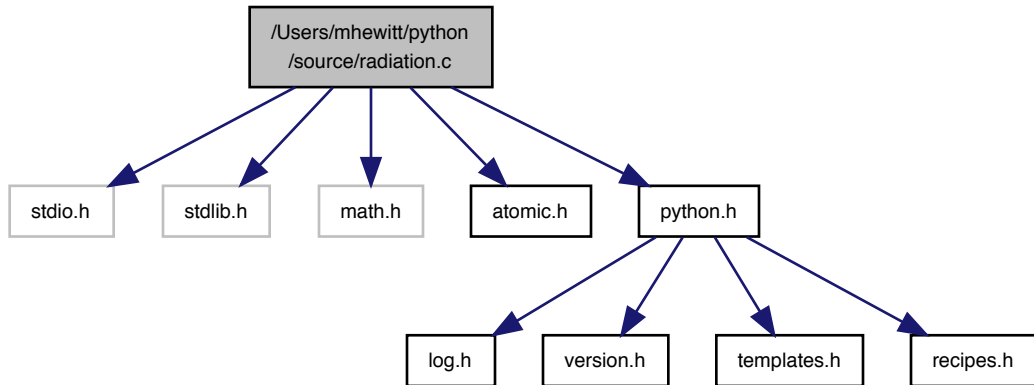 /Users/mhewitt/python
/source/radiation.c
stdio.h
stdlib.h
math.h
atomic.h
python.h
log.h
version.h
templates.h
recipes.h